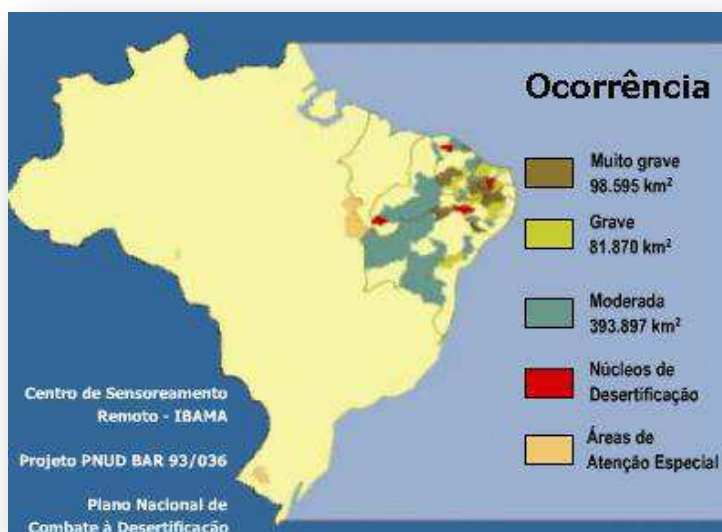 Ocorrência
Muito grave
98.595 km²
Grave
81.870 km²
Moderada
393.897 km²
Núcleos de
Desertificação
Áreas de
Atenção Especial
Centro de Sensoreamento
Remoto - IBAMA
Projeto PNUD BAR 93/036
Plano Nacional de
Combate à Desertificação